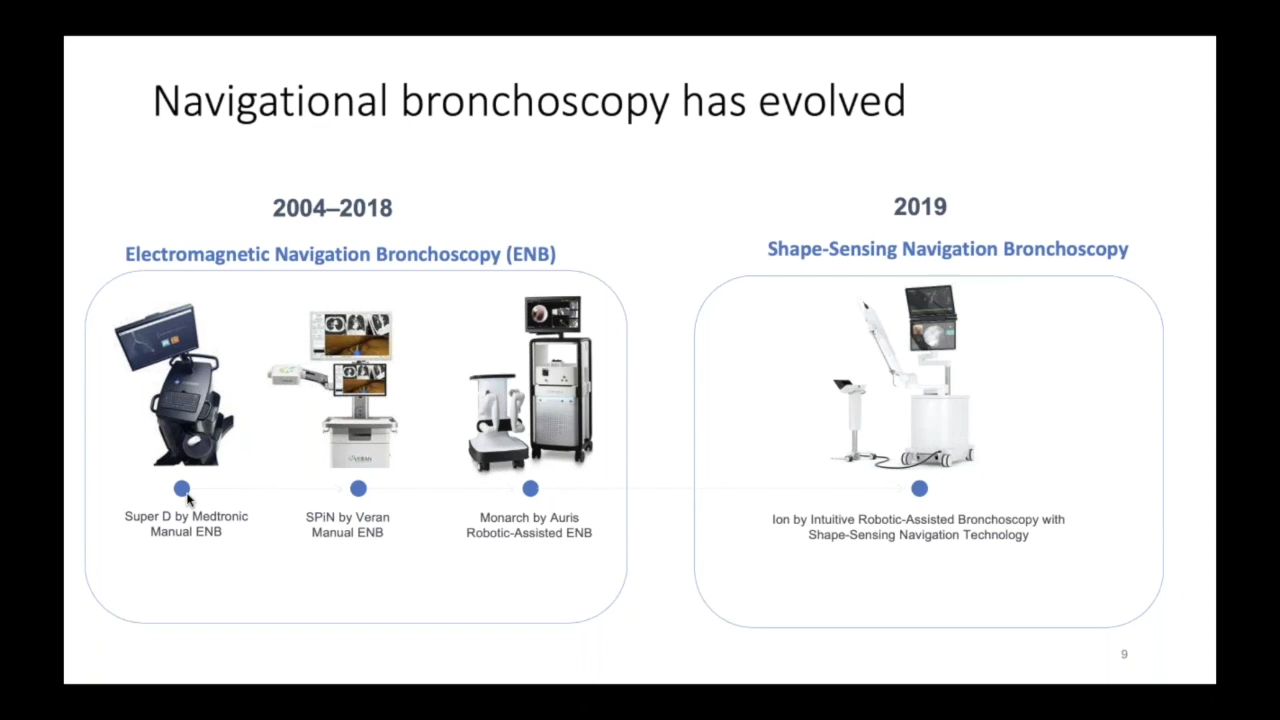 Navigational bronchoscopy has evolved
2004–2018
Electromagnetic Navigation Bronchoscopy (ENB)
VERAN
Super D by Medtronic
Manual ENB
SPiN by Veran
Manual ENB
Monarch by Auris
Robotic-Assisted ENB
2019
Shape-Sensing Navigation Bronchoscopy
Ion by Intuitive Robotic-Assisted Bronchoscopy with
Shape-Sensing Navigation Technology
9